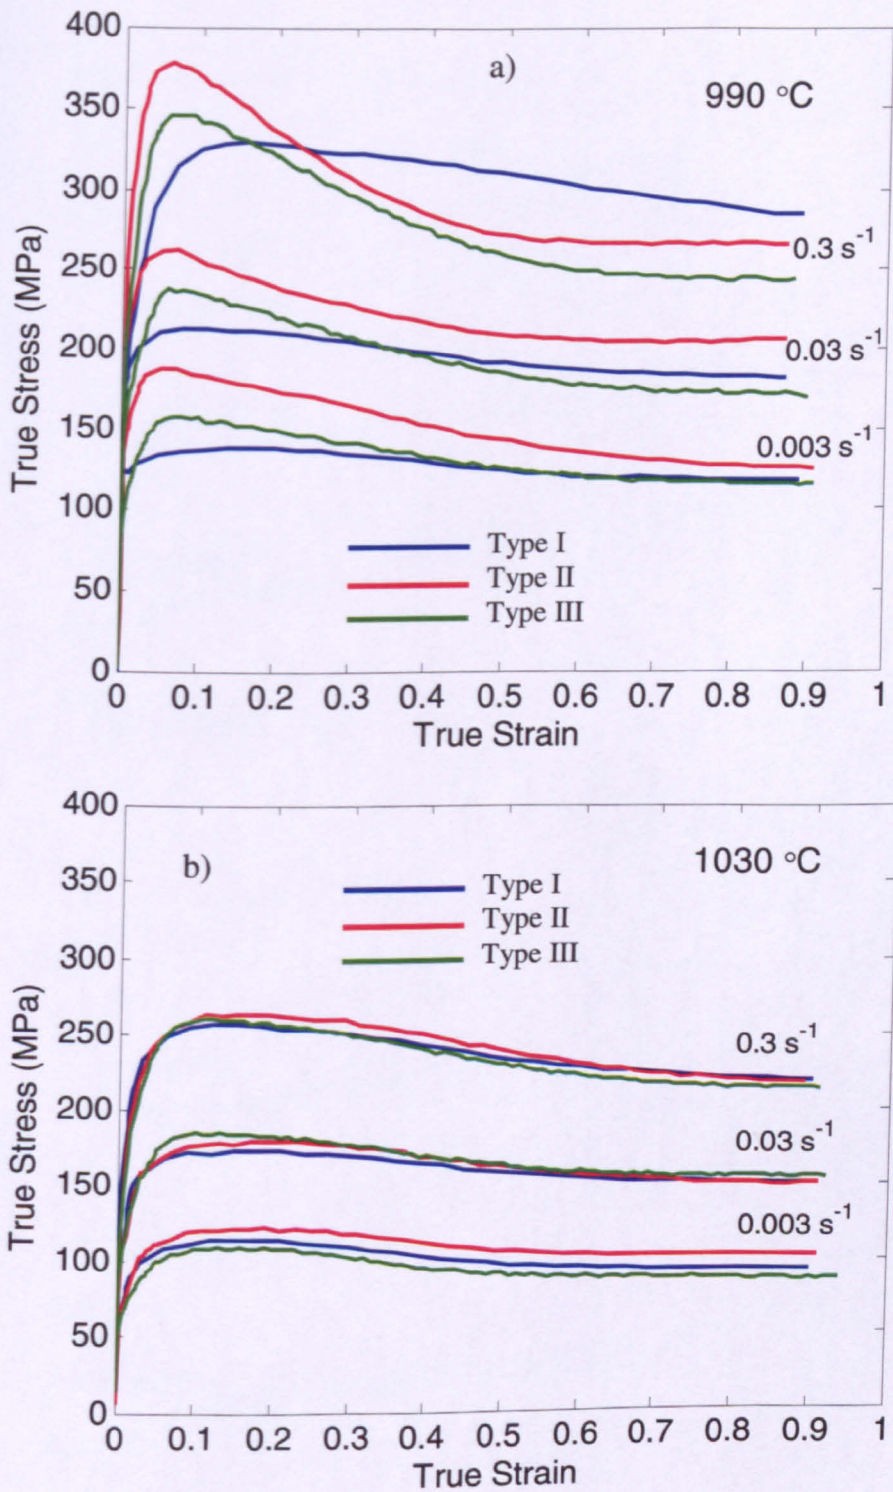 400
a)
990 °C
350
300
250
0.3 s⁻¹
200
0.03 s⁻¹
150
0.003 s⁻¹
100
50
0
True Stress (MPa)
Type I
Type II
Type III
0 0.1 0.2 0.3 0.4 0.5 0.6 0.7 0.8 0.9 1
True Strain
400
b)
1030 °C
350
300
250
0.3 s⁻¹
200
0.03 s⁻¹
150
0.003 s⁻¹
100
50
0
True Stress (MPa)
Type I
Type II
Type III
0 0.1 0.2 0.3 0.4 0.5 0.6 0.7 0.8 0.9 1
True Strain